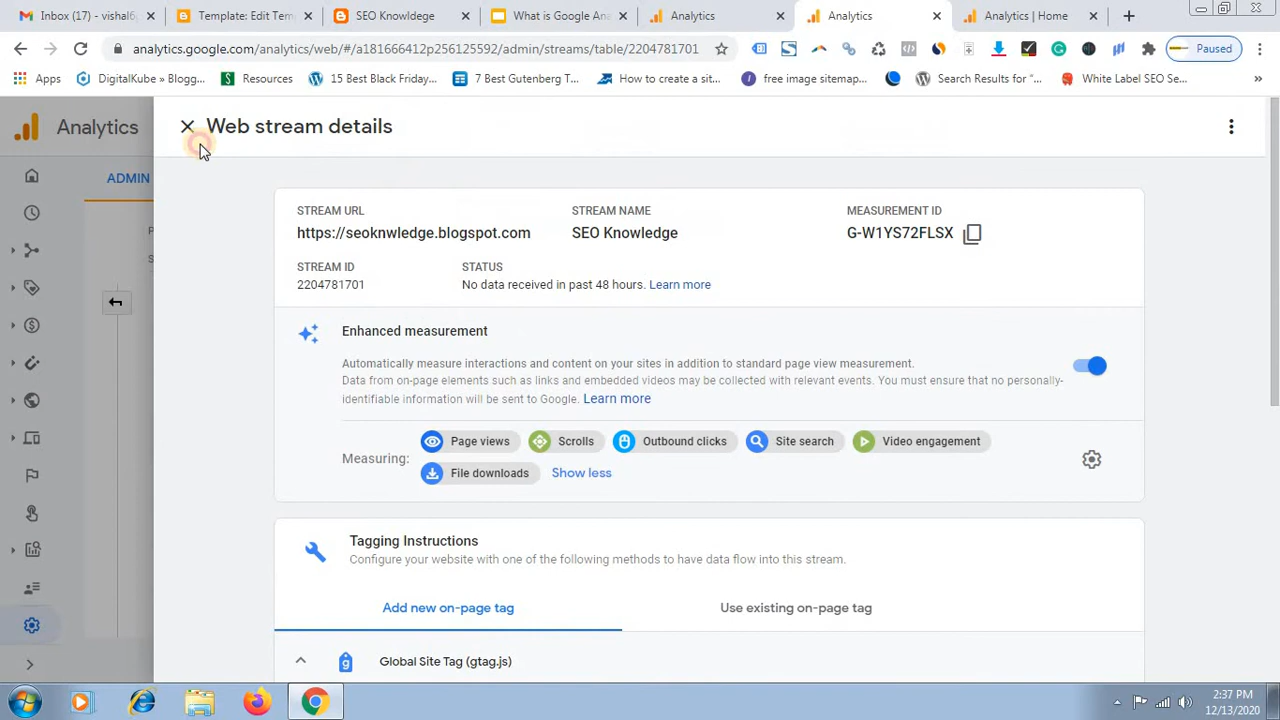 Inbox (17) - vishal6
Template: Edit Tem
SEO Knowldege
What is Google An
Analytics
Analytics
Analytics | Home
analytics.google.com/analytics/web/#/a181666412p256125592/admin/streams/table/2204781701
Paused
Apps
DigitalKube » Blogg...
Resources
15 Best Black Friday...
7 Best Gutenberg T...
How to create a sit...
free image sitemap...
Search Results for "...
White Label SEO Se...
»
Analytics
Web stream details
ADMIN
STREAM URL
STREAM NAME
MEASUREMENT ID
https://seoknwledge.blogspot.com
SEO Knowledge
G-W1YS72FLSX
STREAM ID
STATUS
2204781701
No data received in past 48 hours. Learn more
Enhanced measurement
Automatically measure interactions and content on your sites in addition to standard page view measurement.
Data from on-page elements such as links and embedded videos may be collected with relevant events. You must ensure that no personally-
identifiable information will be sent to Google. Learn more
Measuring:
Page views
Scrolls
Outbound clicks
Site search
Video engagement
File downloads
Show less
Tagging Instructions
Configure your website with one of the following methods to have data flow into this stream.
Add new on-page tag
Use existing on-page tag
Global Site Tag (gtag.js)
2:37 PM
12/13/2020